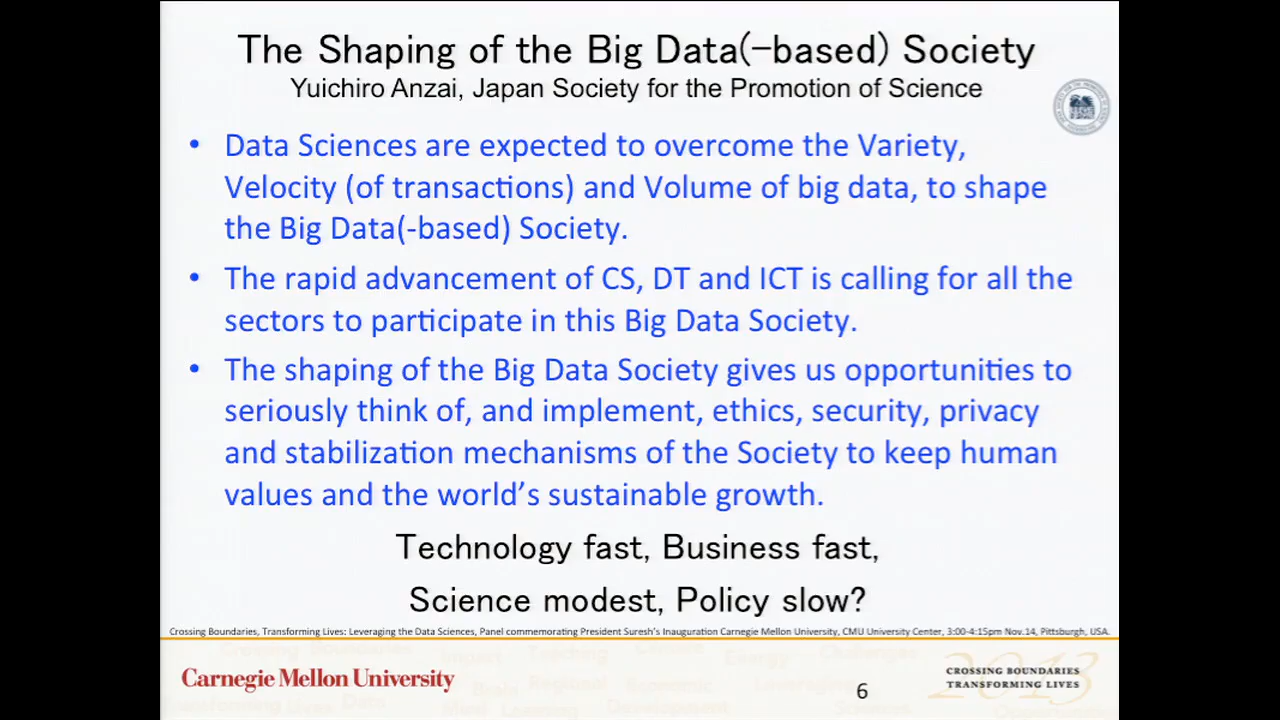 The Shaping of the Big Data(-based) Society
Yuichiro Anzai, Japan Society for the Promotion of Science
• Data Sciences are expected to overcome the Variety,
Velocity (of transactions) and Volume of big data, to shape
the Big Data(-based) Society.
• The rapid advancement of CS, DT and ICT is calling for all the
sectors to participate in this Big Data Society.
• The shaping of the Big Data Society gives us opportunities to
seriously think of, and implement, ethics, security, privacy
and stabilization mechanisms of the Society to keep human
values and the world's sustainable growth.
Technology fast, Business fast,
Science modest, Policy slow?
Crossing Boundaries, Transforming Lives: Leveraging the Data Sciences, Panel commemorating President Suresh's Inauguration Carnegie Mellon University, CMU University Center, 3:00-4:15pm Nov.14, Pittsburgh, USA.
Carnegie Mellon University
6
2013
CROSSING BOUNDARIES
TRANSFORMING LIVES